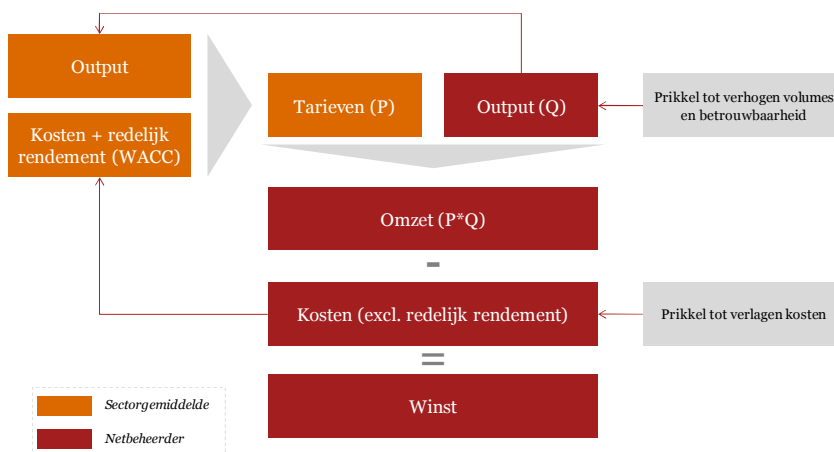 Output
Kosten + redelijk
rendement (WACC)
Tarieven (P)
Output (Q)
Prikkel tot verhogen volumes
en betrouwbaarheid
Omzet (P*Q)
-
Kosten (excl. redelijk rendement)
Prikkel tot verlagen kosten
=
Winst
Sectorgemiddelde
Netbeheerder